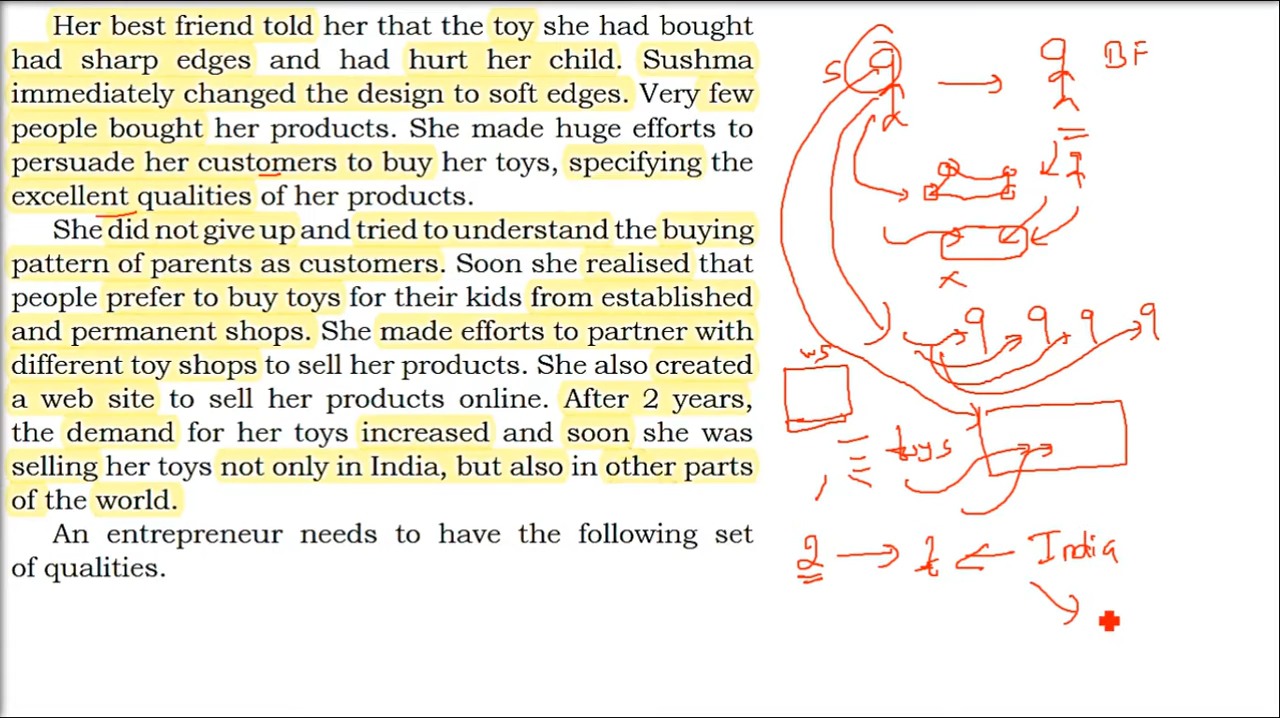 Her best friend told her that the toy she had bought
had sharp edges and had hurt her child. Sushma
immediately changed the design to soft edges. Very few
people bought her products. She made huge efforts to
persuade her customers to buy her toys, specifying the
excellent qualities of her products.
She did not give up and tried to understand the buying
pattern of parents as customers. Soon she realised that
people prefer to buy toys for their kids from established
and permanent shops. She made efforts to partner with
different toy shops to sell her products. She also created
a web site to sell her products online. After 2 years,
the demand for her toys increased and soon she was
selling her toys not only in India, but also in other parts
of the world.
An entrepreneur needs to have the following set
of qualities.
S BF
ws
toys
2 India